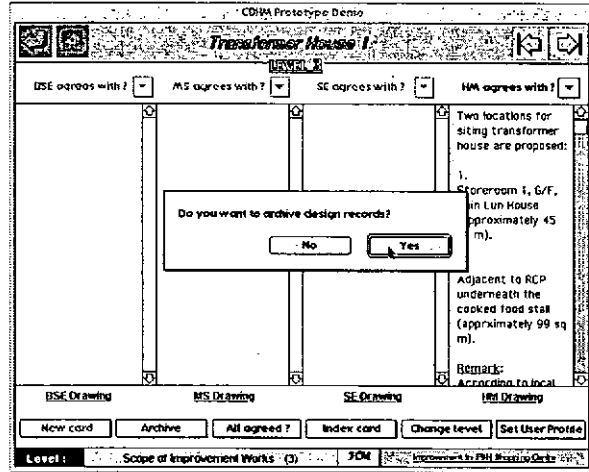 CDHM Prototype Demo
Transformer House 1:
LEVEL 2
BSE agrees with ?
MS agrees with ?
SE agrees with ?
HM agrees with ?
Two locations for
siting transformer
house are proposed:
1.
Storeroom 1, G/F,
Lun House
45
m).
Do you want to archive design records?
No
Yes
Adjacent to RCP
underneath the
cooked food stall
(apprximately 99 sq
m).
Remark:
According to local
BSE Drawing
MS Drawing
SE Drawing
HM Drawing
New card
Archive
All agreed ?
Index card
Change level
Set User Profile
Level :
Scope of Improvement Works (3)